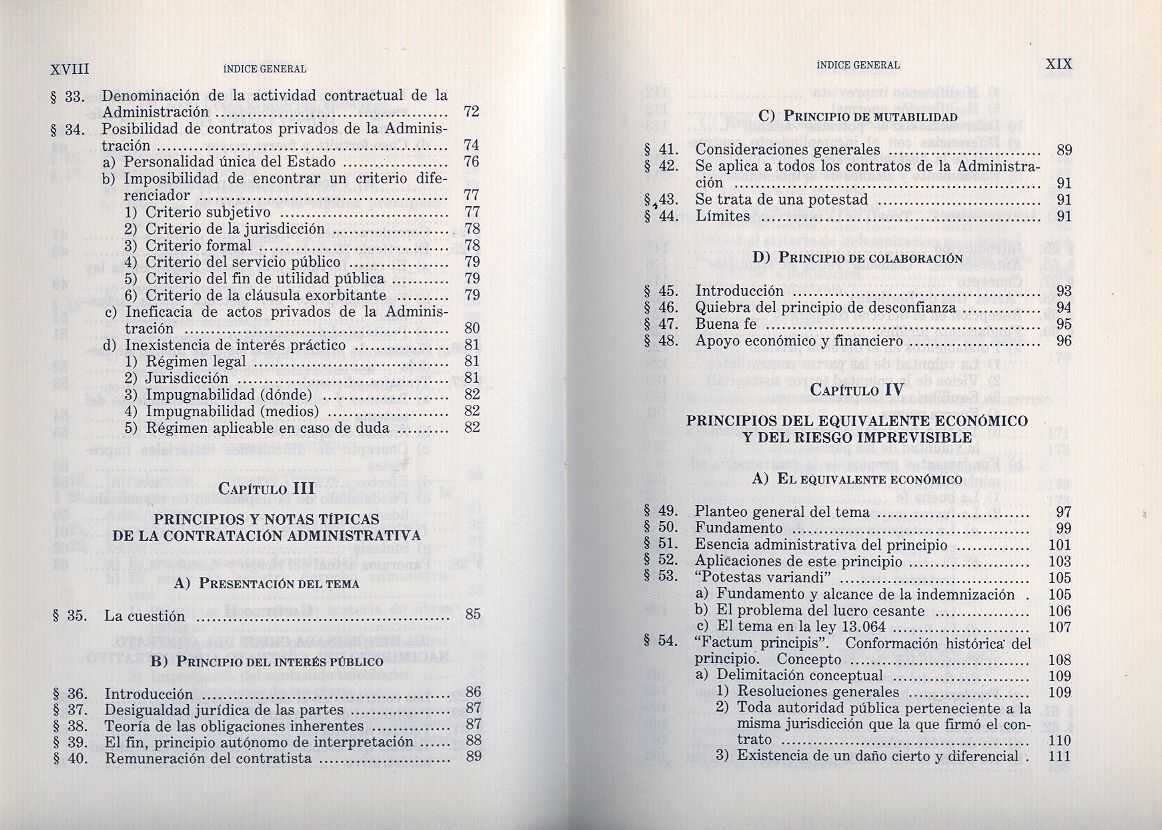 XVIII ÍNDICE GENERAL
§ 33. Denominación de la actividad contractual de la
Administración ........ 72
§ 34. Posibilidad de contratos privados de la Adminis-
tración ........ 74
a) Personalidad única del Estado ........ 76
b) Imposibilidad de encontrar un criterio dife-
renciador ........ 77
1) Criterio subjetivo ........ 77
2) Criterio de la jurisdicción ........ 78
3) Criterio formal ........ 78
4) Criterio del servicio público ........ 79
5) Criterio del fin de utilidad pública ........ 79
6) Criterio de la cláusula exorbitante ........ 79
c) Ineficacia de actos privados de la Adminis-
tración ........ 80
d) Inexistencia de interés práctico ........ 81
1) Régimen legal ........ 81
2) Jurisdicción ........ 81
3) Impugnabilidad (dónde) ........ 82
4) Impugnabilidad (medios) ........ 82
5) Régimen aplicable en caso de duda ........ 82
CAPÍTULO III
PRINCIPIOS Y NOTAS TÍPICAS
DE LA CONTRATACIÓN ADMINISTRATIVA
A) PRESENTACIÓN DEL TEMA
§ 35. La cuestión ........ 85
B) PRINCIPIO DEL INTERÉS PÚBLICO
§ 36. Introducción ........ 86
§ 37. Desigualdad jurídica de las partes ........ 87
§ 38. Teoría de las obligaciones inherentes ........ 87
§ 39. El fin, principio autónomo de interpretación ...... 88
§ 40. Remuneración del contratista ........ 89
ÍNDICE GENERAL XIX
C) PRINCIPIO DE MUTABILIDAD
§ 41. Consideraciones generales ........ 89
§ 42. Se aplica a todos los contratos de la Administra-
ción ........ 91
§ 43. Se trata de una potestad ........ 91
§ 44. Límites ........ 91
D) PRINCIPIO DE COLABORACIÓN
§ 45. Introducción ........ 93
§ 46. Quiebra del principio de desconfianza ........ 94
§ 47. Buena fe ........ 95
§ 48. Apoyo económico y financiero ........ 96
CAPÍTULO IV
PRINCIPIOS DEL EQUIVALENTE ECONÓMICO
Y DEL RIESGO IMPREVISIBLE
A) EL EQUIVALENTE ECONÓMICO
§ 49. Planteo general del tema ........ 97
§ 50. Fundamento ........ 99
§ 51. Esencia administrativa del principio ........ 101
§ 52. Aplicaciones de este principio ........ 103
§ 53. "Potestas variandi" ........ 105
a) Fundamento y alcance de la indemnización . 105
b) El problema del lucro cesante ........ 106
c) El tema en la ley 13.064 ........ 107
§ 54. "Factum principis". Conformación histórica del
principio. Concepto ........ 108
a) Delimitación conceptual ........ 109
1) Resoluciones generales ........ 109
2) Toda autoridad pública perteneciente a la
misma jurisdicción que la que firmó el con-
trato ........ 110
3) Existencia de un daño cierto y diferencial . 111